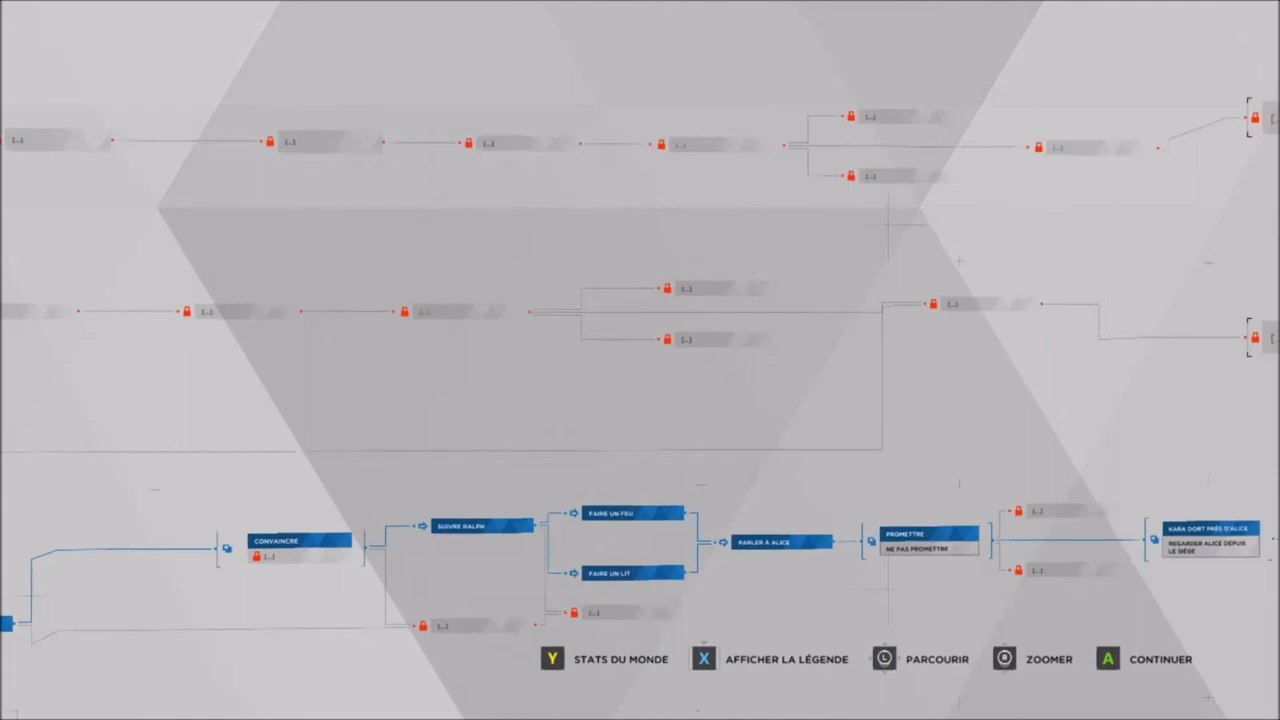 [...]
[...]
[...]
[...]
[...]
[...]
[...]
[...]
[...]
[...]
[...]
[...]
[...]
[...]
SUIVRE RALPH
FAIRE UN FEU
CONVAINCRE
[...]
PARLER À ALICE
PROMETTRE
NE PAS PROMETTRE
KARA DORT PRÈS D'ALICE
REGARDER ALICE DEPUIS
LE SIÈGE
FAIRE UN LIT
[...]
[...]
[...]
Y STATS DU MONDE X AFFICHER LA LÉGENDE L PARCOURIR R ZOOMER A CONTINUER